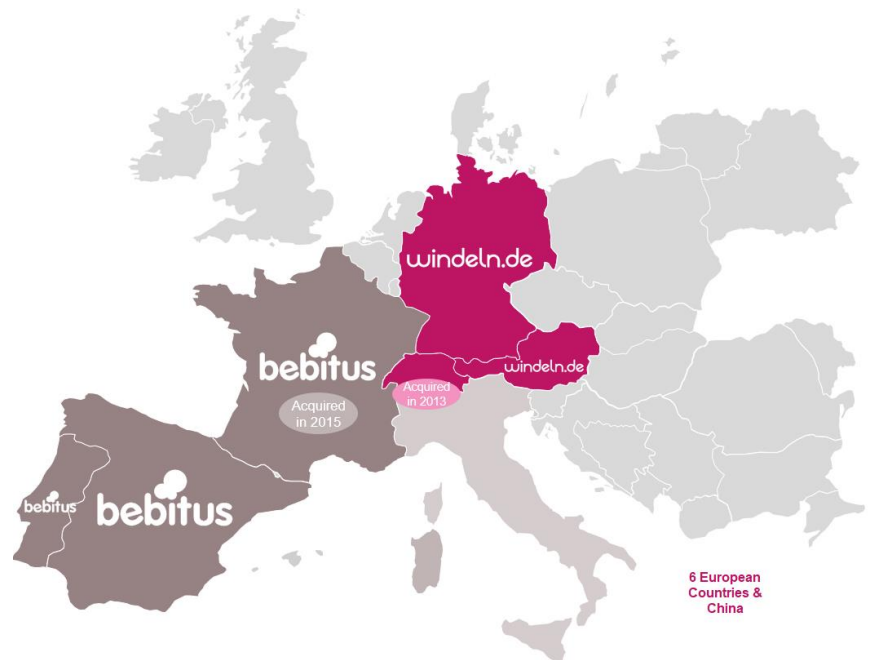 windeln.de
bebitus
windeln.de
Acquired
in 2013
Acquired
in 2015
bebitus
bebitus
6 European
Countries &
China